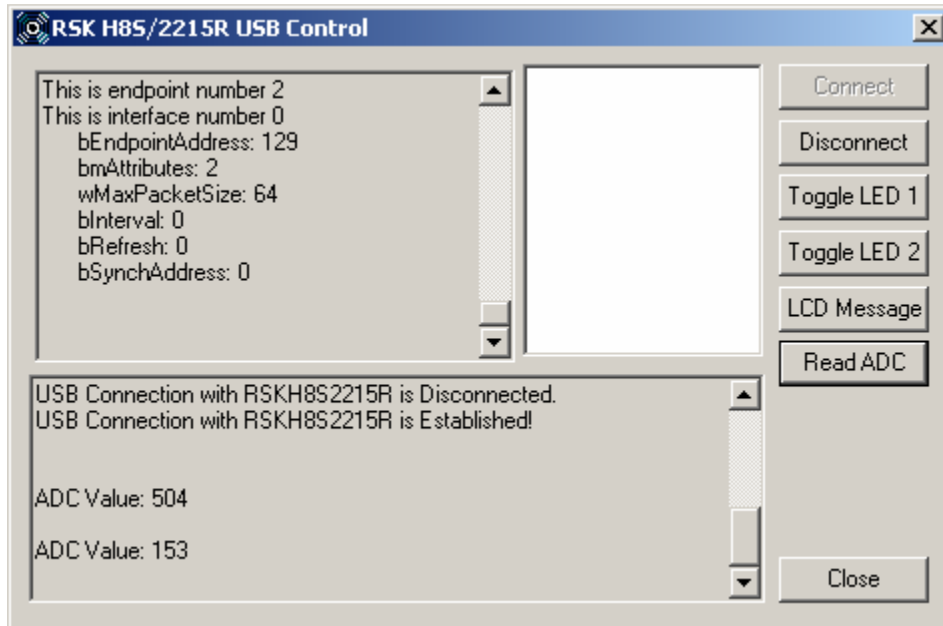 RSK H8S/2215R USB Control
This is endpoint number 2
This is interface number 0
bEndpointAddress: 129
bmAttributes: 2
wMaxPacketSize: 64
bInterval: 0
bRefresh: 0
bSynchAddress: 0
Connect
Disconnect
Toggle LED 1
Toggle LED 2
LCD Message
Read ADC
USB Connection with RSKH8S2215R is Disconnected.
USB Connection with RSKH8S2215R is Established!
ADC Value: 504
ADC Value: 153
Close